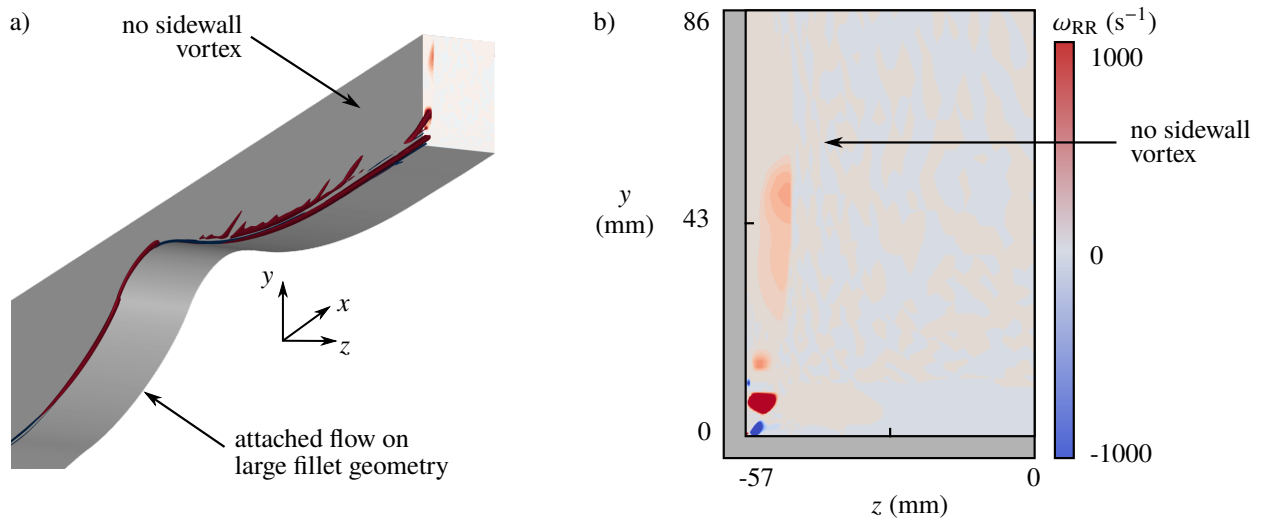 a)
no sidewall
vortex
y
x
z
attached flow on
large fillet geometry
b)
86
y
(mm)
43
0
-57
0
z (mm)
ωRR (s−1)
1000
0
-1000
no sidewall
vortex